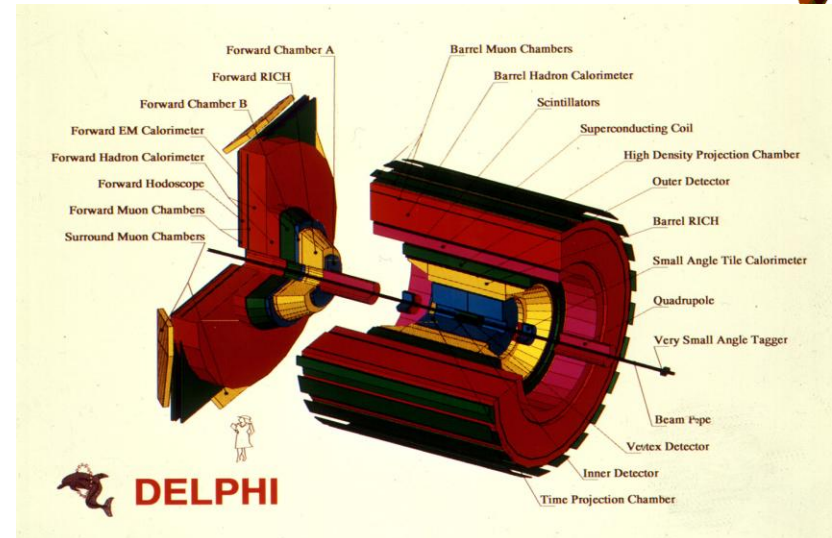 Forward Chamber A
Forward RICH
Forward Chamber B
Forward EM Calorimeter
Forward Hadron Calorimeter
Forward Hodoscope
Forward Muon Chambers
Surround Muon Chambers
Barrel Muon Chambers
Barrel Hadron Calorimeter
Scintillators
Superconducting Coil
High Density Projection Chamber
Outer Detector
Barrel RICH
Small Angle Tile Calorimeter
Quadrupole
Very Small Angle Tagger
Beam Pipe
Vertex Detector
Inner Detector
Time Projection Chamber
DELPHI